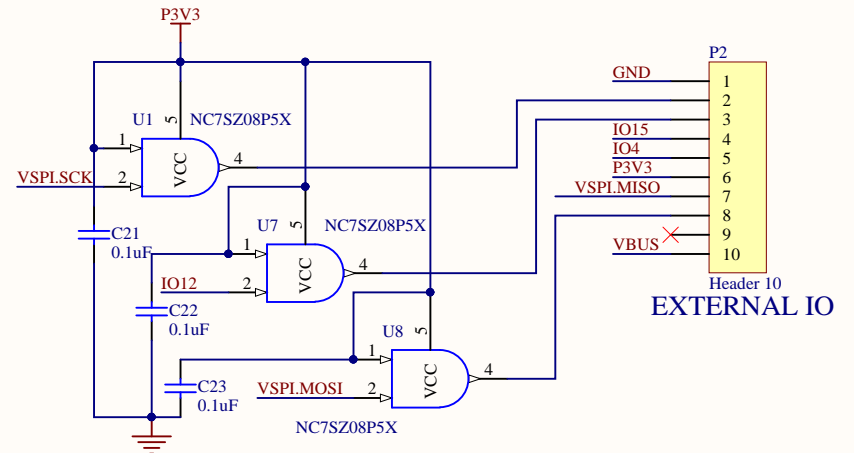 P3V3
P2
GND
1
2
3
IO15
4
IO4
5
P3V3
6
VSPI.MISO
7
8
9
VBUS
10
Header 10
EXTERNAL IO
U1
NC7SZ08P5X
5
1
VCC
4
VSPI.SCK
2
C21
0.1uF
U7
NC7SZ08P5X
5
1
VCC
4
IO12
2
C22
0.1uF
U8
5
1
VCC
4
VSPI.MOSI
2
C23
0.1uF
NC7SZ08P5X